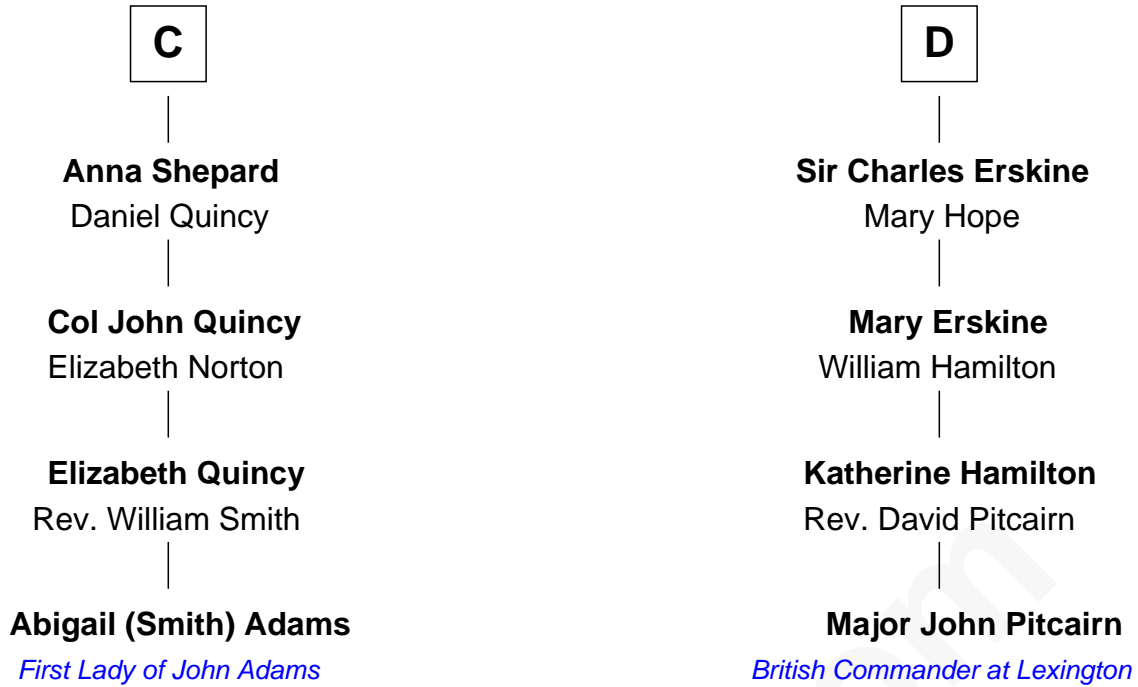 C
Anna Shepard
Daniel Quincy
Col John Quincy
Elizabeth Norton
Elizabeth Quincy
Rev. William Smith
Abigail (Smith) Adams
First Lady of John Adams
D
Sir Charles Erskine
Mary Hope
Mary Erskine
William Hamilton
Katherine Hamilton
Rev. David Pitcairn
Major John Pitcairn
British Commander at Lexington